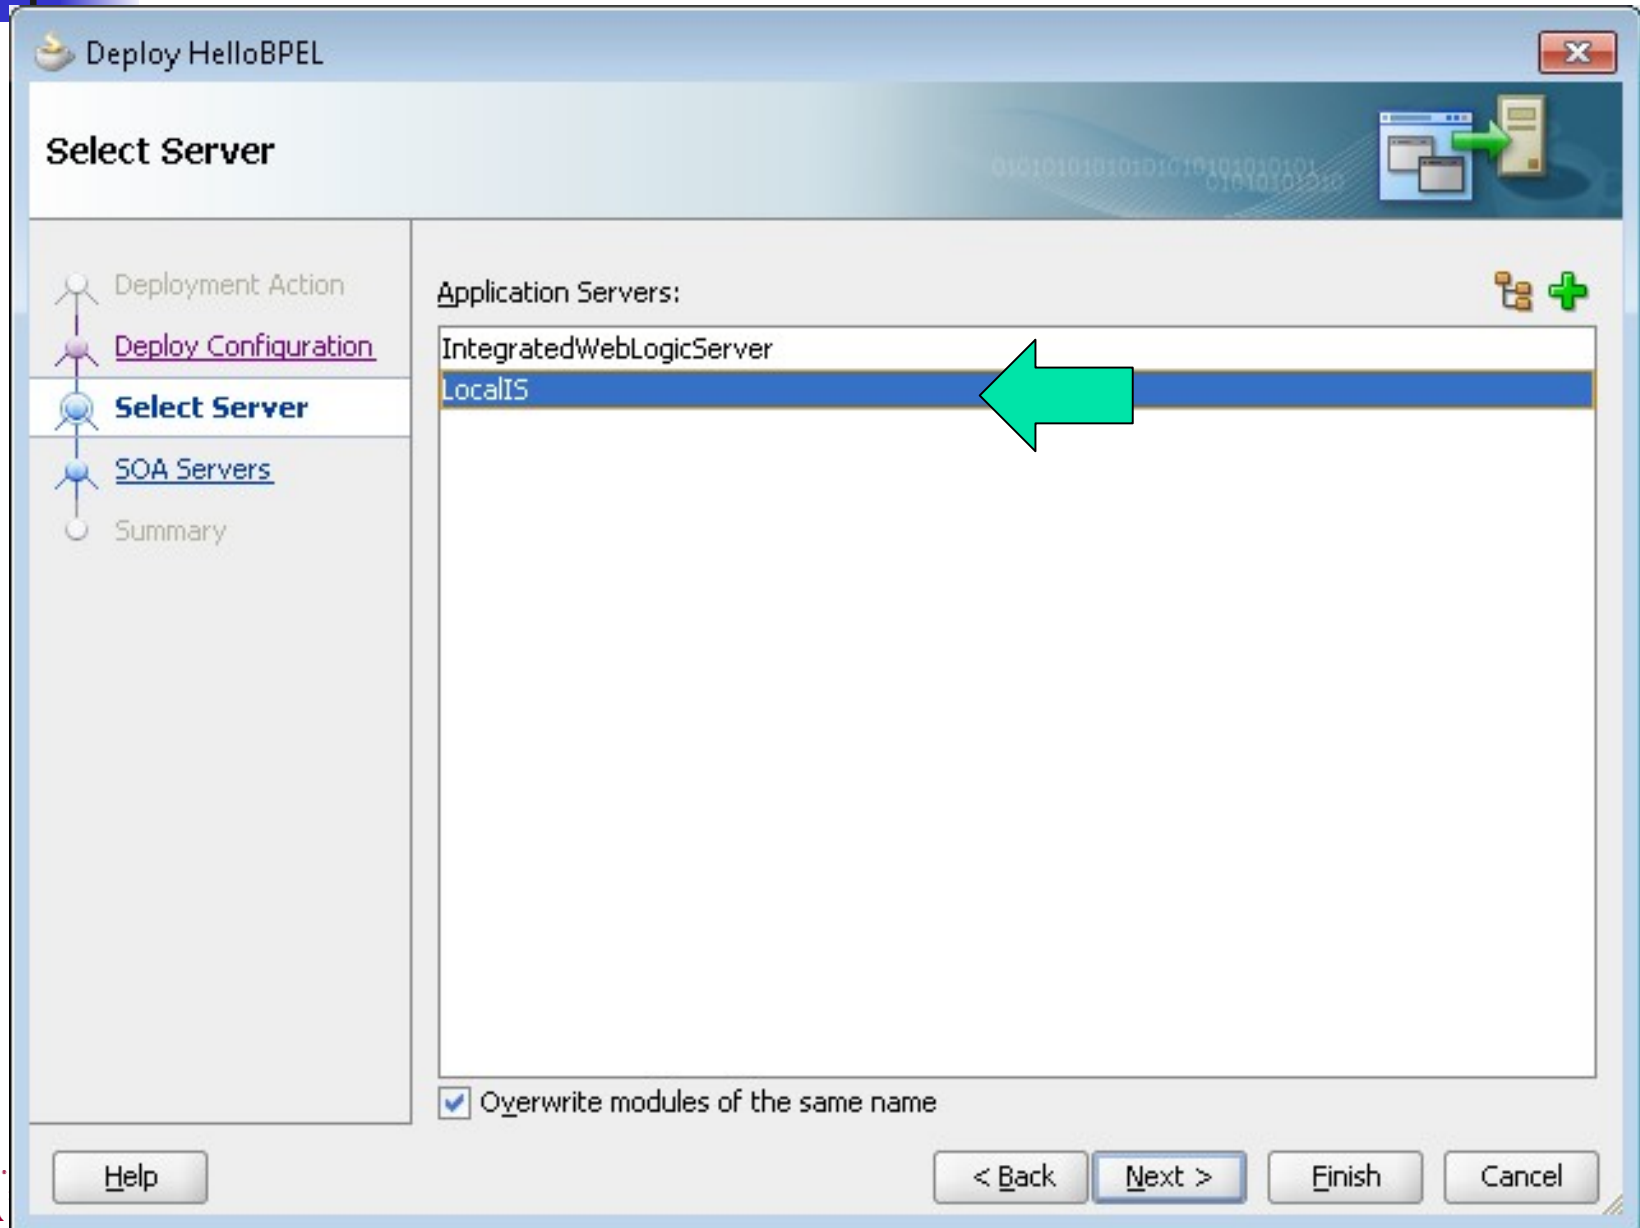 Deploy HelloBPEL
Select Server
Deployment Action
Deploy Configuration
Select Server
SOA Servers
Summary
Application Servers:
IntegratedWebLogicServer
LocalIS
Overwrite modules of the same name
Help
< Back
Next >
Finish
Cancel